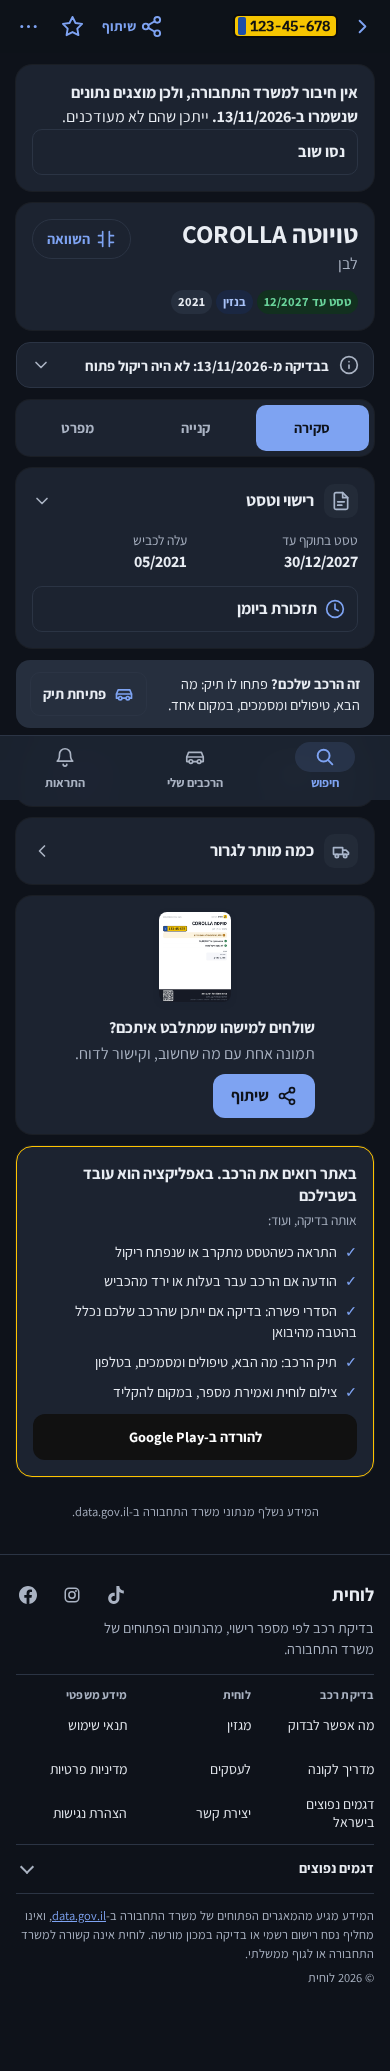 123-45-678
שיתוף
אין חיבור למשרד התחבורה, ולכן מוצגים נתונים
שנשמרו ב-13/11/2026. ייתכן שהם לא מעודכנים.
נסו שוב
טויוטה COROLLA
השוואה
לבן
טסט עד 12/2027
בנזין
2021
בבדיקה מ-13/11/2026: לא היה ריקול פתוח
סקירה
קנייה
מפרט
רישוי וטסט
טסט בתוקף עד
עלה לכביש
30/12/2027
05/2021
תזכורת ביומן
זה הרכב שלכם? פתחו לו תיק: מה
הבא, טיפולים ומסמכים, במקום אחד.
פתיחת תיק
חיפוש
הרכבים שלי
התראות
כמה מותר לגרור
COROLLA
שולחים למישהו שמתלבט איתכם?
תמונה אחת עם מה שחשוב, וקישור לדוח.
שיתוף
באתר רואים את הרכב. באפליקציה הוא עובד
בשבילכם
אותה בדיקה, ועוד:
✓ התראה כשהטסט מתקרב או שנפתח ריקול
✓ הודעה אם הרכב עבר בעלות או ירד מהכביש
✓ הסדרי פשרה: בדיקה אם ייתכן שהרכב שלכם נכלל
בהטבה מהיבואן
✓ תיק הרכב: מה הבא, טיפולים ומסמכים, בטלפון
✓ צילום לוחית ואמירת מספר, במקום להקליד
להורדה ב-Google Play
המידע נשלף מנתוני משרד התחבורה ב-data.gov.il.
לוחית
בדיקת רכב לפי מספר רישוי, מהנתונים הפתוחים של
משרד התחבורה.
בדיקת רכב
לוחית
מידע משפטי
מה אפשר לבדוק
מגזין
תנאי שימוש
מדריך לקונה
לעסקים
מדיניות פרטיות
דגמים נפוצים
בישראל
יצירת קשר
הצהרת נגישות
דגמים נפוצים
המידע מגיע מהמאגרים הפתוחים של משרד התחבורה ב-data.gov.il, ואינו
מחליף נסח רישום רשמי או בדיקה במכון מורשה. לוחית אינה קשורה למשרד
התחבורה או לגוף ממשלתי.
© 2026 לוחית